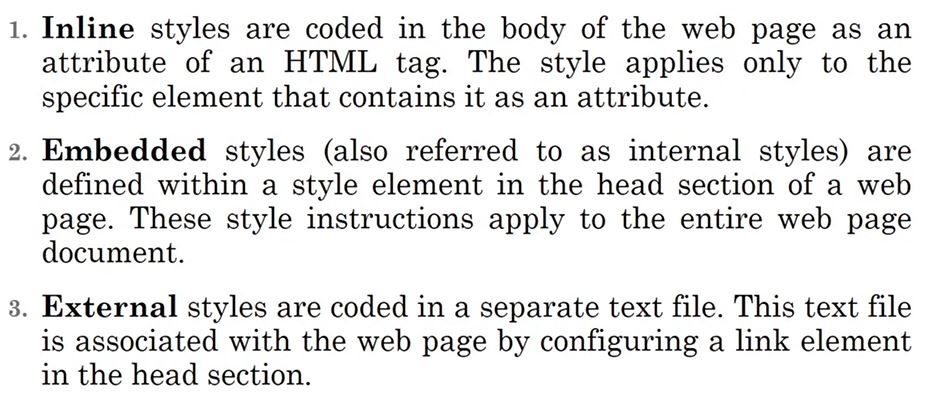 1. Inline styles are coded in the body of the web page as an
attribute of an HTML tag. The style applies only to the
specific element that contains it as an attribute.
2. Embedded styles (also referred to as internal styles) are
defined within a style element in the head section of a web
page. These style instructions apply to the entire web page
document.
3. External styles are coded in a separate text file. This text file
is associated with the web page by configuring a link element
in the head section.